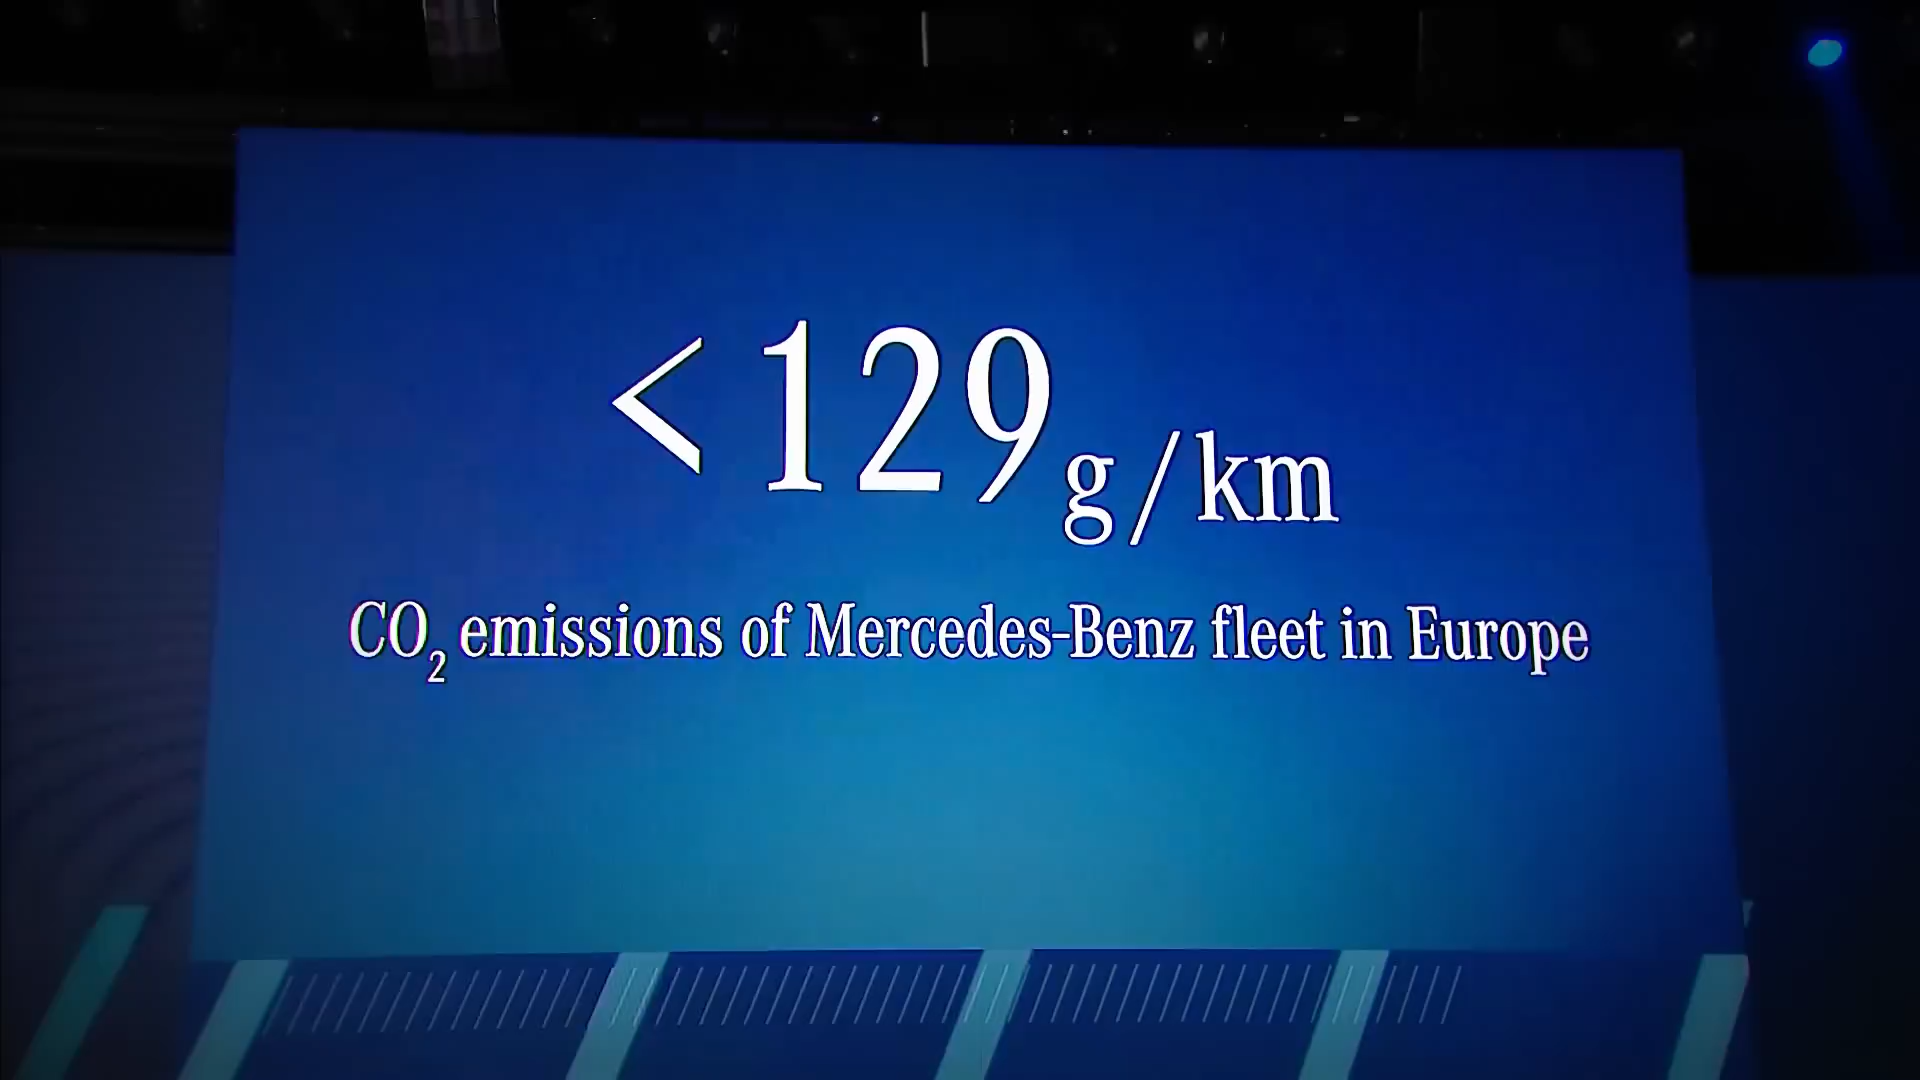 <129 g/km
CO₂ emissions of Mercedes-Benz fleet in Europe